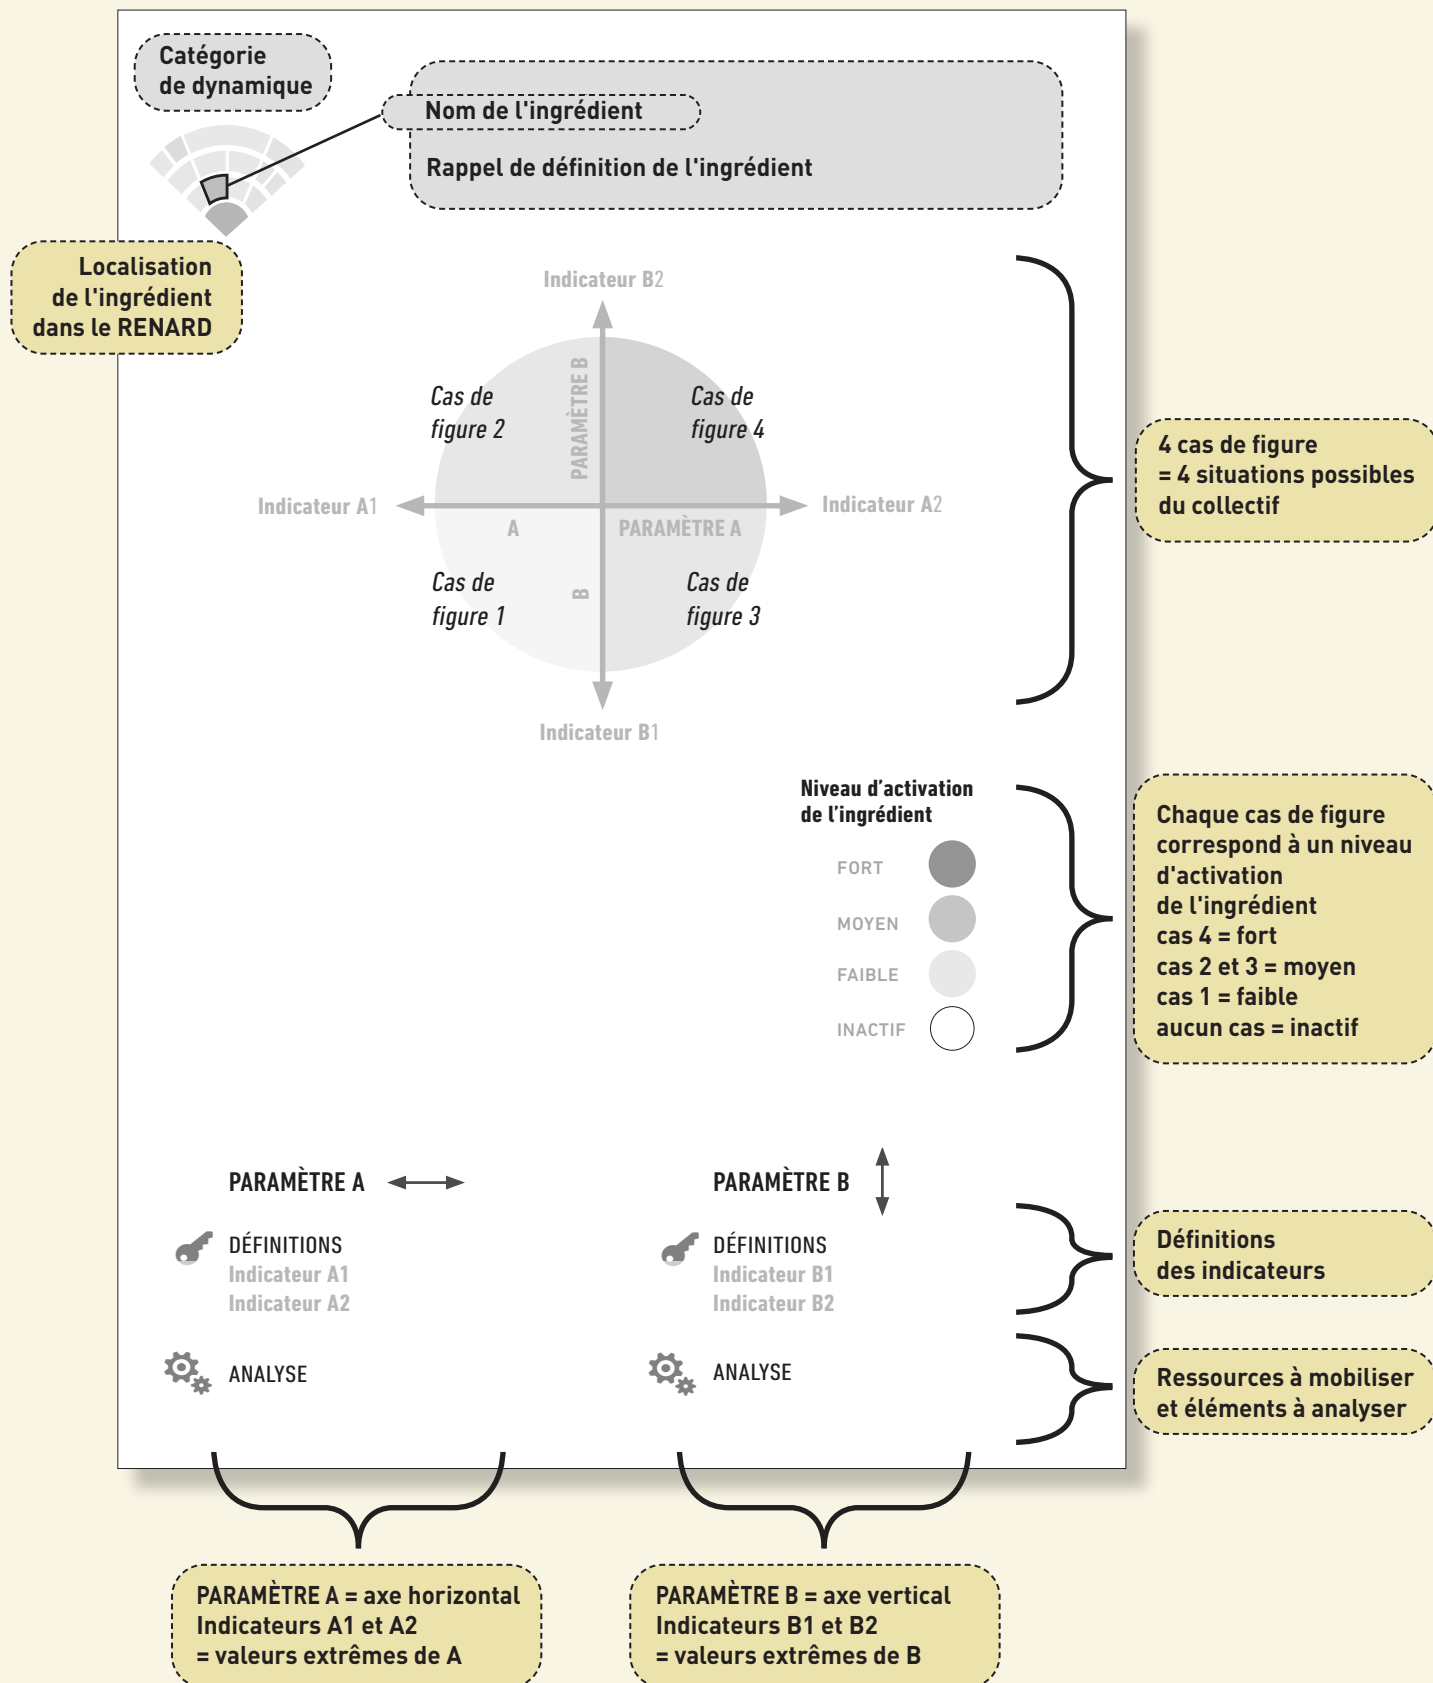 Catégorie
de dynamique
Nom de l'ingrédient
Rappel de définition de l'ingrédient
Localisation
de l'ingrédient
dans le RENARD
Indicateur B2
PARAMÈTRE B
Cas de
figure 2
Cas de
figure 4
Indicateur A1
Indicateur A2
A
PARAMÈTRE A
B
Cas de
figure 1
Cas de
figure 3
Indicateur B1
4 cas de figure
= 4 situations possibles
du collectif
Niveau d’activation
de l’ingrédient
FORT
MOYEN
FAIBLE
INACTIF
Chaque cas de figure
correspond à un niveau
d'activation
de l'ingrédient
cas 4 = fort
cas 2 et 3 = moyen
cas 1 = faible
aucun cas = inactif
PARAMÈTRE A
DÉFINITIONS
Indicateur A1
Indicateur A2
ANALYSE
PARAMÈTRE B
DÉFINITIONS
Indicateur B1
Indicateur B2
ANALYSE
Définitions
des indicateurs
Ressources à mobiliser
et éléments à analyser
PARAMÈTRE A = axe horizontal
Indicateurs A1 et A2
= valeurs extrêmes de A
PARAMÈTRE B = axe vertical
Indicateurs B1 et B2
= valeurs extrêmes de B